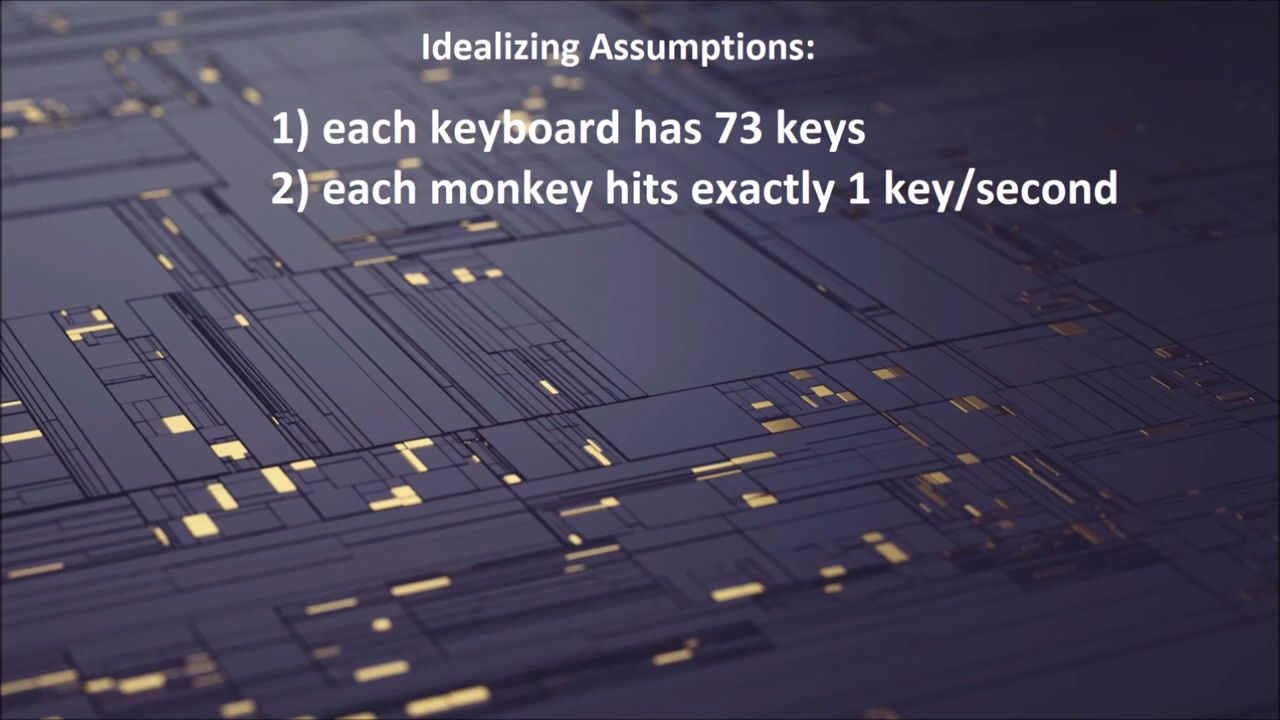 Idealizing Assumptions:
1) each keyboard has 73 keys
2) each monkey hits exactly 1 key/second